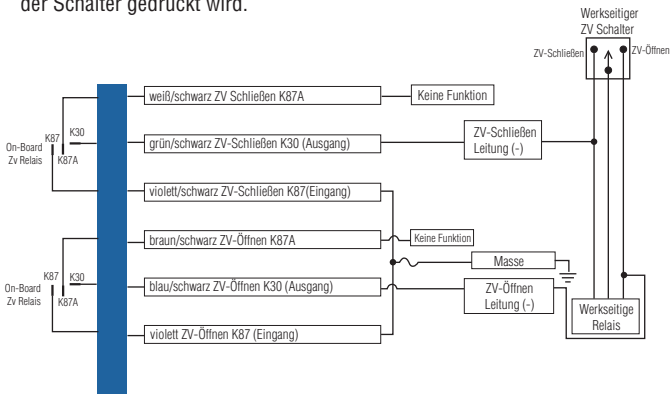 der Schalter gedrückt wird.
Werkseitiger
ZV Schalter
ZV-Schließen
ZV-Öffnen
weiß/schwarz ZV Schließen K87A
Keine Funktion
K87
K30
On-Board
Zv Relais
K87A
grün/schwarz ZV-Schließen K30 (Ausgang)
ZV-Schließen
Leitung (-)
violett/schwarz ZV-Schließen K87(Eingang)
braun/schwarz ZV-Öffnen K87A
Keine Funktion
Masse
K87
K30
On-Board
Zv Relais
K87A
blau/schwarz ZV-Öffnen K30 (Ausgang)
ZV-Öffnen
Leitung (-)
Werkseitige
Relais
violett ZV-Öffnen K87 (Eingang)